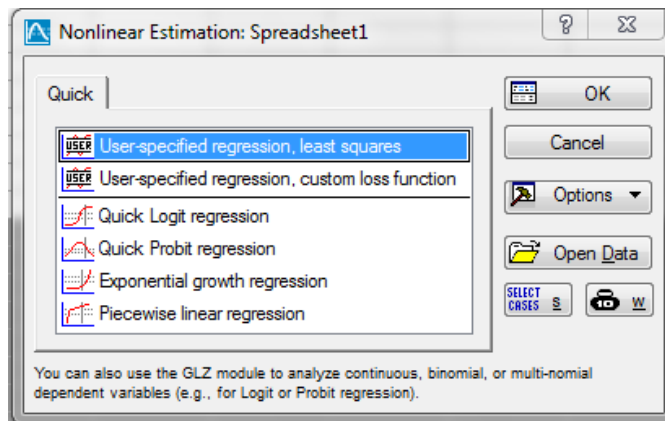 Nonlinear Estimation: Spreadsheet1
?
Quick
OK
USER User-specified regression, least squares
Cancel
USER User-specified regression, custom loss function
Options
Quick Logit regression
Quick Probit regression
Open Data
Exponential growth regression
SELECT CASES S
W
Piecewise linear regression
You can also use the GLZ module to analyze continuous, binomial, or multi-nomial
dependent variables (e.g., for Logit or Probit regression).